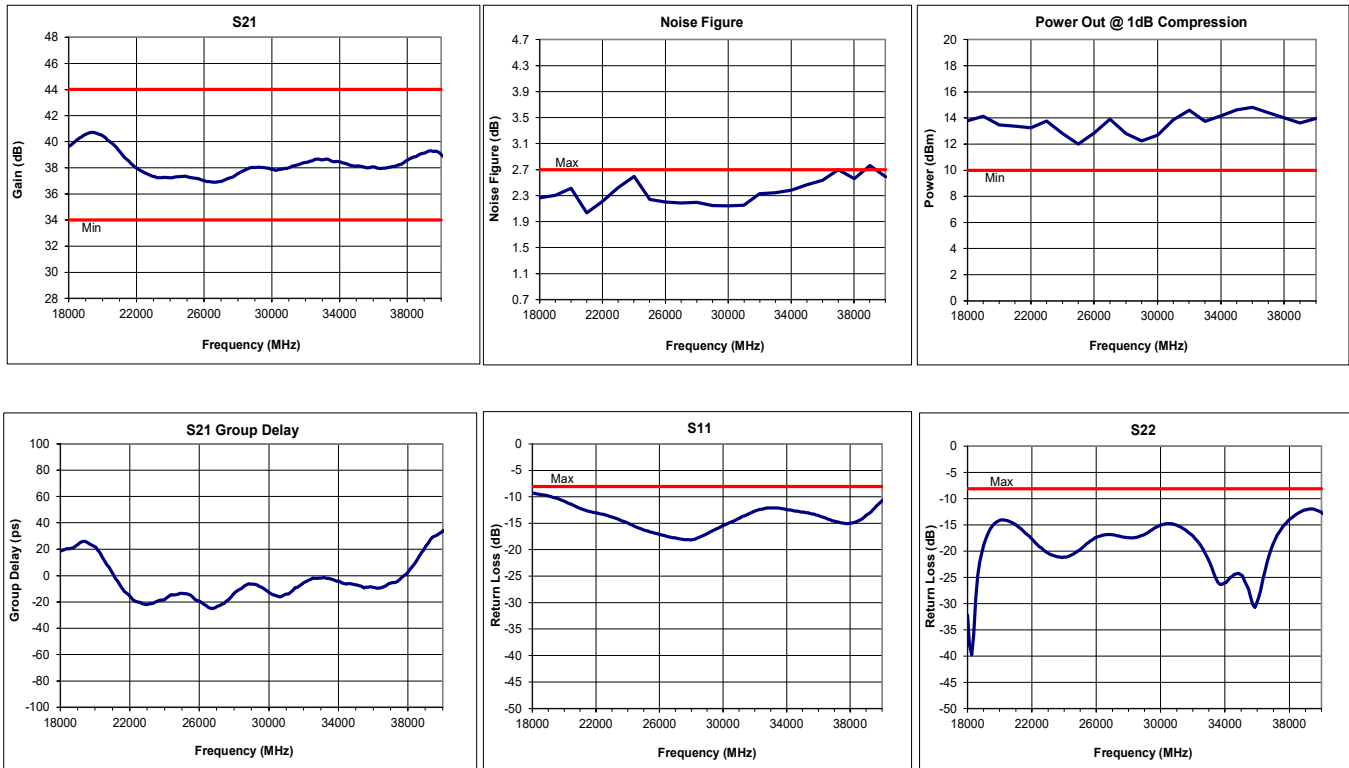 S21
48
46
44
42
40
38
36
34
32
30
28
Min
18000 22000 26000 30000 34000 38000
Gain (dB)
Frequency (MHz)
Noise Figure
4.7
4.3
3.9
3.5
3.1
2.7
2.3
1.9
1.5
1.1
0.7
Max
18000 22000 26000 30000 34000 38000
Noise Figure (dB)
Frequency (MHz)
Power Out @ 1dB Compression
20
18
16
14
12
10
8
6
4
2
0
Min
18000 22000 26000 30000 34000 38000
Power (dBm)
Frequency (MHz)
S21 Group Delay
100
80
60
40
20
0
-20
-40
-60
-80
-100
18000 22000 26000 30000 34000 38000
Group Delay (ps)
Frequency (MHz)
S11
0
-5
-10
-15
-20
-25
-30
-35
-40
-45
-50
Max
18000 22000 26000 30000 34000 38000
Return Loss (dB)
Frequency (MHz)
S22
0
-5
-10
-15
-20
-25
-30
-35
-40
-45
-50
Max
18000 22000 26000 30000 34000 38000
Return Loss (dB)
Frequency (MHz)